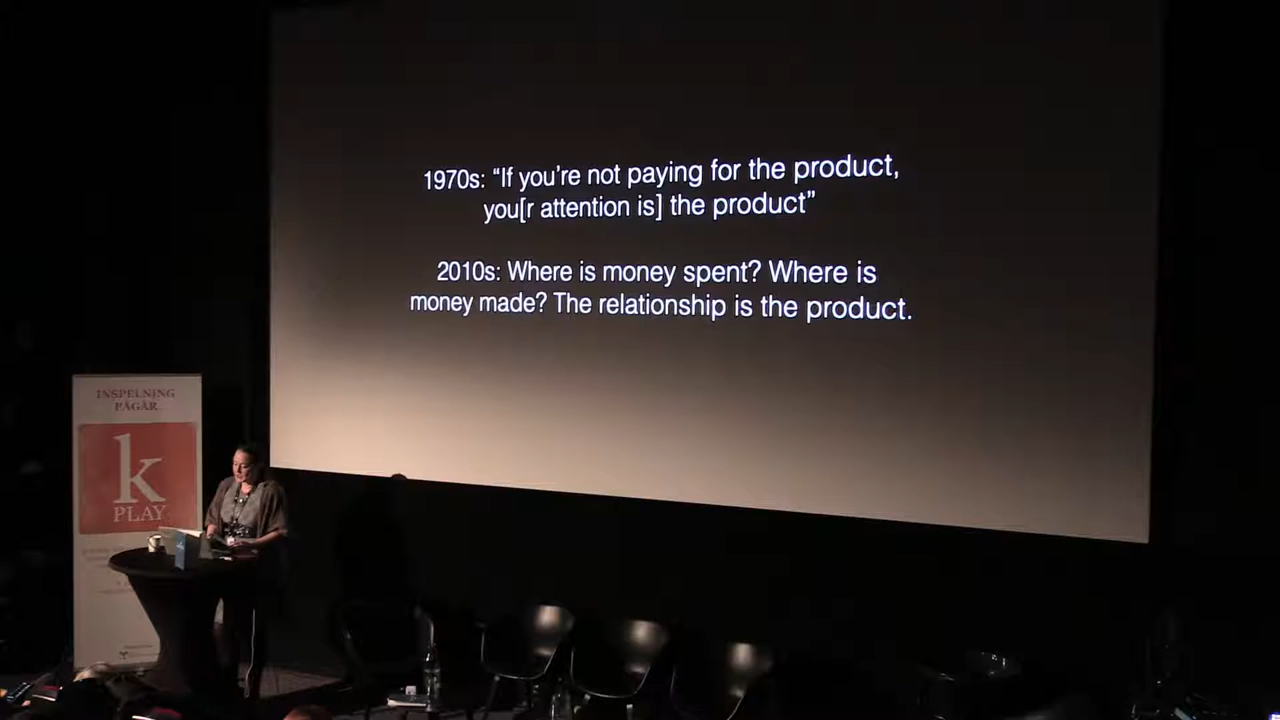 1970s: “If you’re not paying for the product,
you[r attention is] the product”
2010s: Where is money spent? Where is
money made? The relationship is the product.
INSPELNING
PÅGÅR
k
PLAY